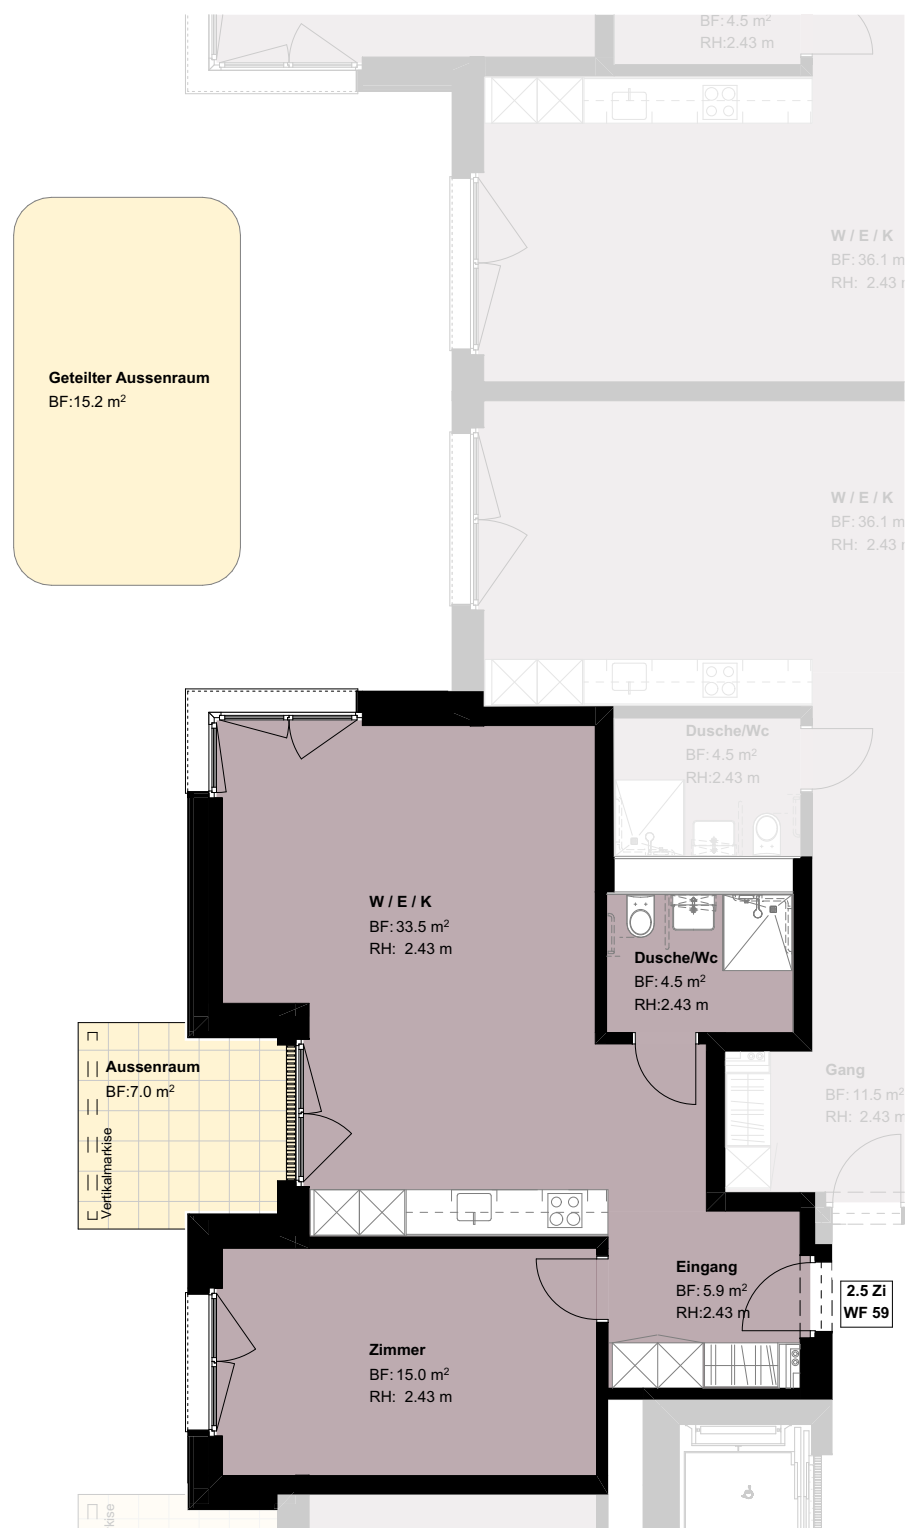 BF: 4.5 m²
RH:2.43 m
W / E / K
BF: 36.1 m
RH: 2.43
Geteilter Aussenraum
BF:15.2 m²
W / E / K
BF: 36.1 m
RH: 2.43
Dusche/Wc
BF: 4.5 m²
RH:2.43 m
W / E / K
BF: 33.5 m²
RH: 2.43 m
Dusche/Wc
BF: 4.5 m²
RH:2.43 m
Aussenraum
BF:7.0 m²
Vertikalmarkise
Gang
BF: 11.5 m²
RH: 2.43 m
Eingang
BF: 5.9 m²
RH:2.43 m
2.5 Zi
WF 59
Zimmer
BF: 15.0 m²
RH: 2.43 m
kise